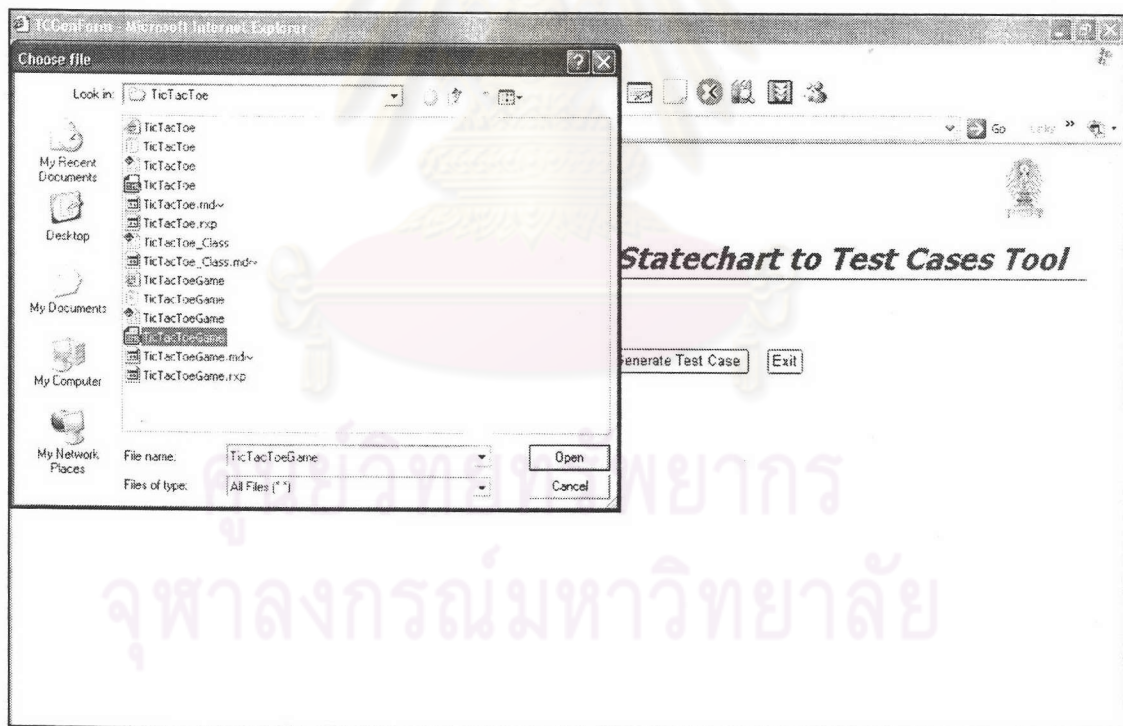 TCGenForm - Microsoft Internet Explorer
Choose file
Look in:
TicTacToe
My Recent
Documents
Desktop
My Documents
My Computer
My Network
Places
TicTacToe
TicTacToe
TicTacToe
TicTacToe
TicTacToe.md~
TicTacToe.rxp
TicTacToe_Class
TicTacToe_Class.md~
TicTacToeGame
TicTacToeGame
TicTacToeGame
TicTacToeGame
TicTacToeGame.md~
TicTacToeGame.rxp
File name:
TicTacToeGame
Open
Files of type:
All Files (*.*)
Cancel
Go
Links
Statechart to Test Cases Tool
Generate Test Case
Exit
ศูนย์วิทยทรัพยากร
จุฬาลงกรณ์มหาวิทยาลัย